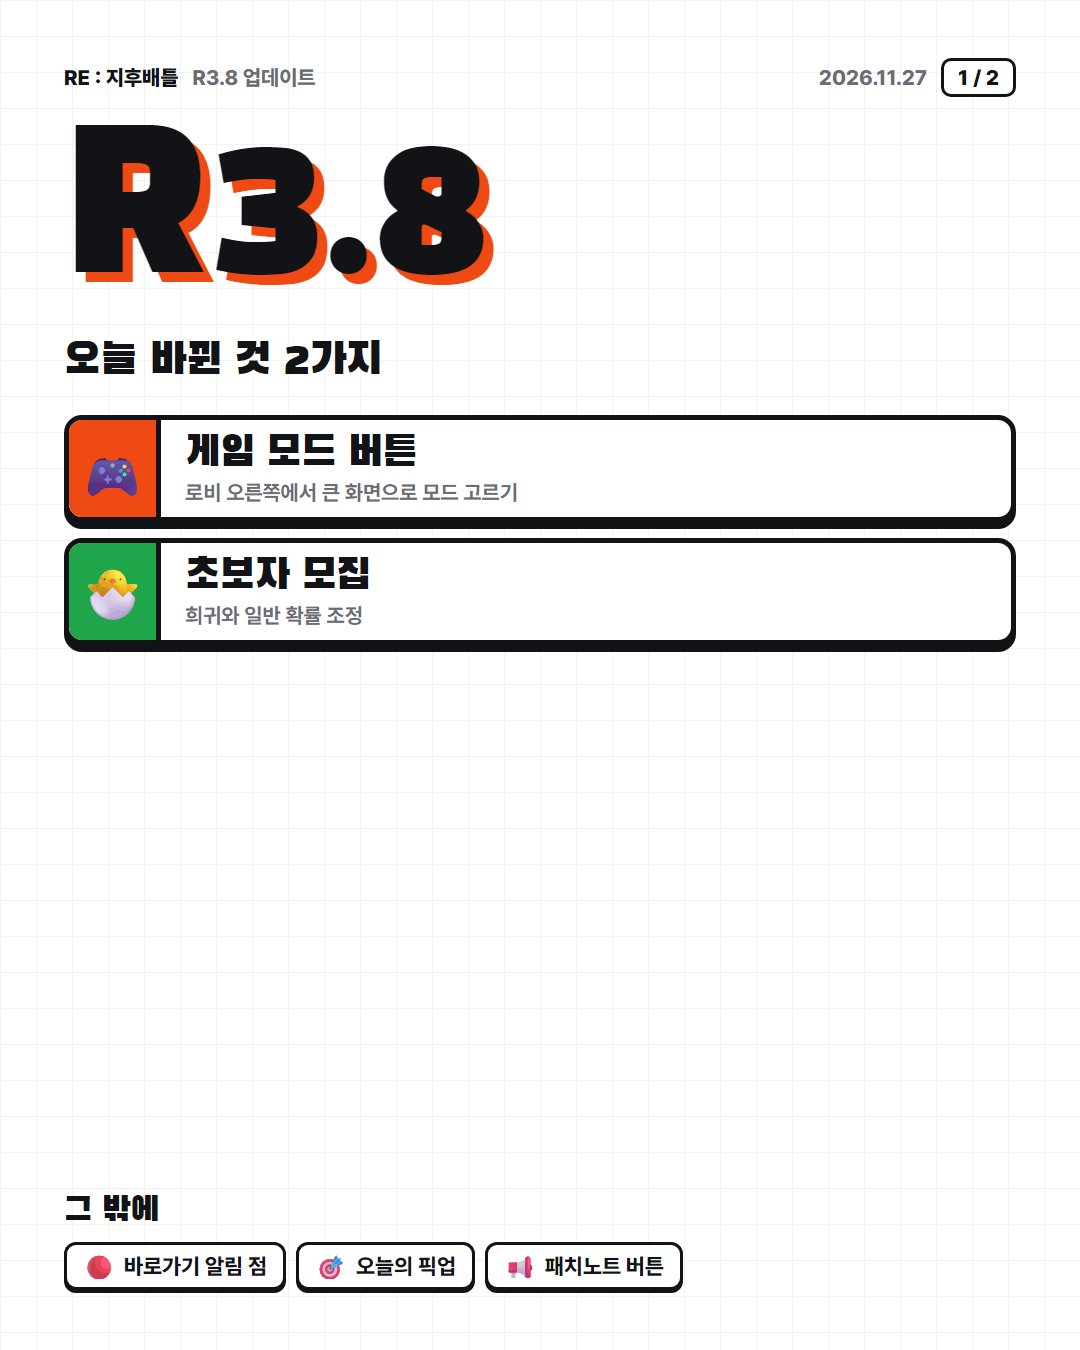 RE : 지후배틀 R3.8 업데이트 2026.11.27 1 / 2
R3.8
오늘 바뀐 것 2가지
게임 모드 버튼
로비 오른쪽에서 큰 화면으로 모드 고르기
초보자 모집
희귀와 일반 확률 조정
그 밖에
바로가기 알림 점 오늘의 픽업 패치노트 버튼